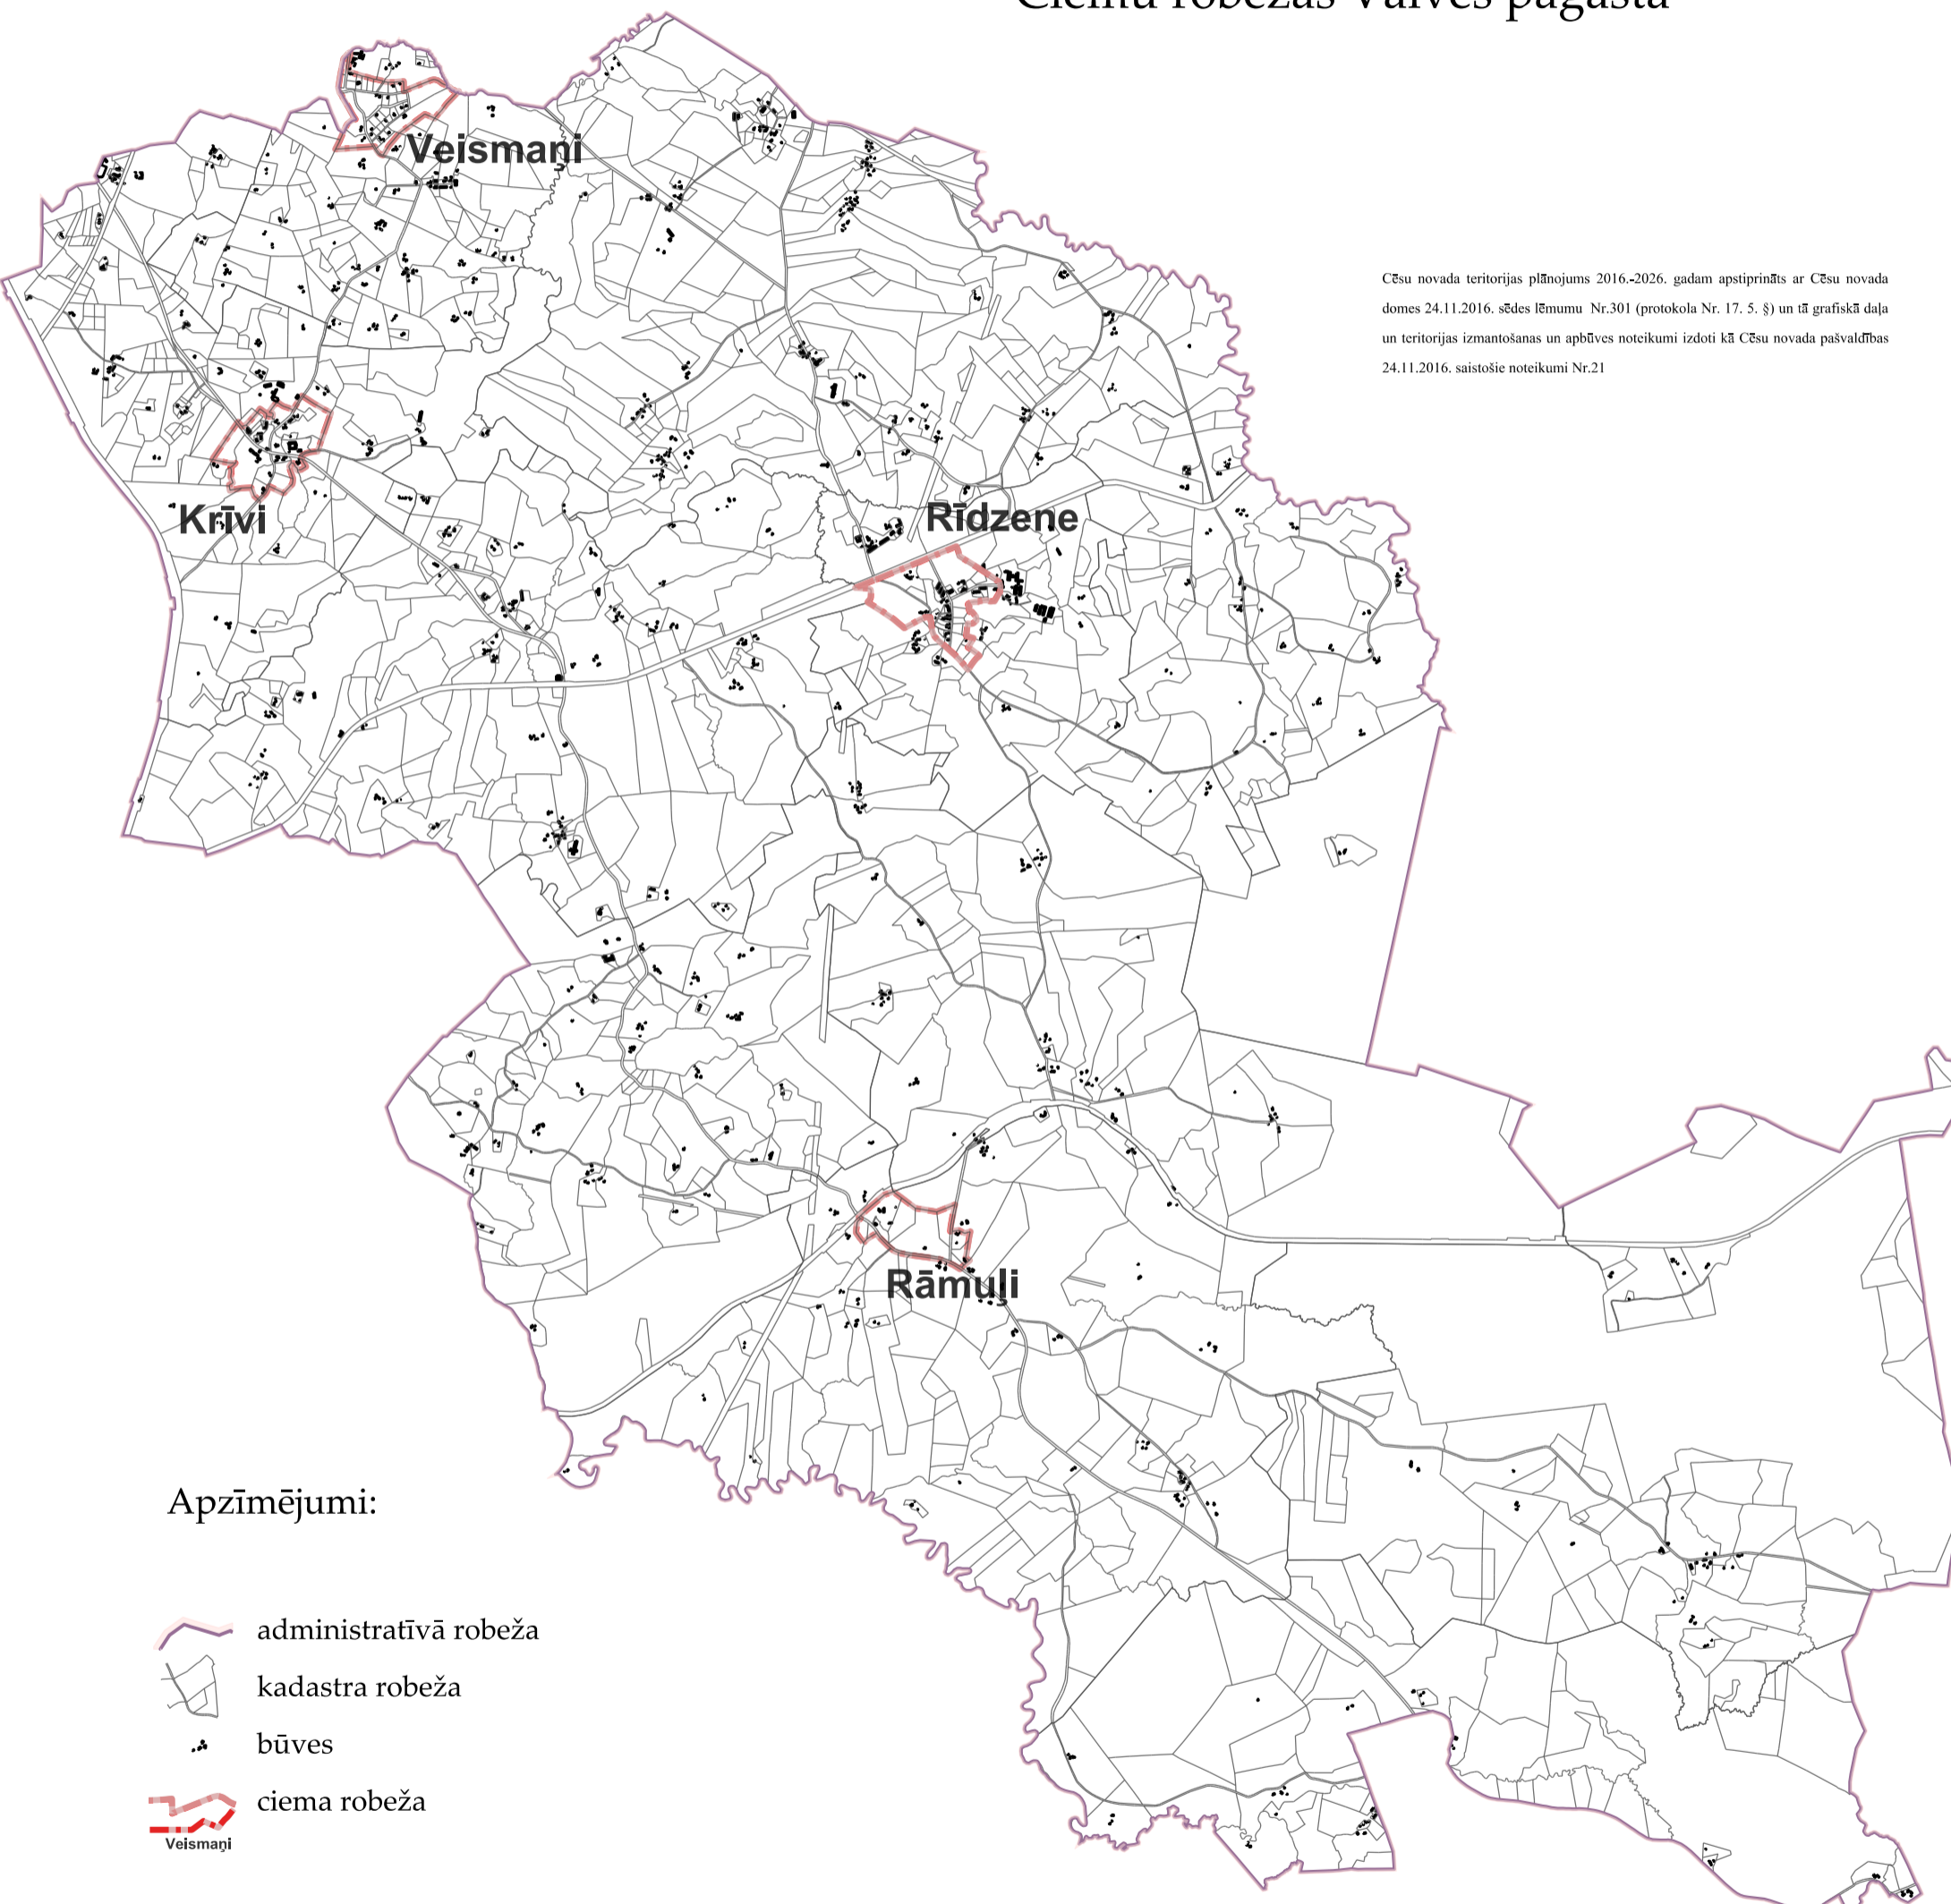 Ciemu robežas Vaives pagastā
Veismaņi
Cēsu novada teritorijas plānojums 2016.-2026. gadam apstiprināts ar Cēsu novada
domes 24.11.2016. sēdes lēmumu Nr.301 (protokola Nr. 17. 5. §) un tā grafiskā daļa
un teritorijas izmantošanas un apbūves noteikumi izdoti kā Cēsu novada pašvaldības
24.11.2016. saistošie noteikumi Nr.21
Krīvi
Rīdzene
Rāmuļi
Apzīmējumi:
administratīvā robeža
kadastra robeža
būves
ciema robeža
Veismaņi